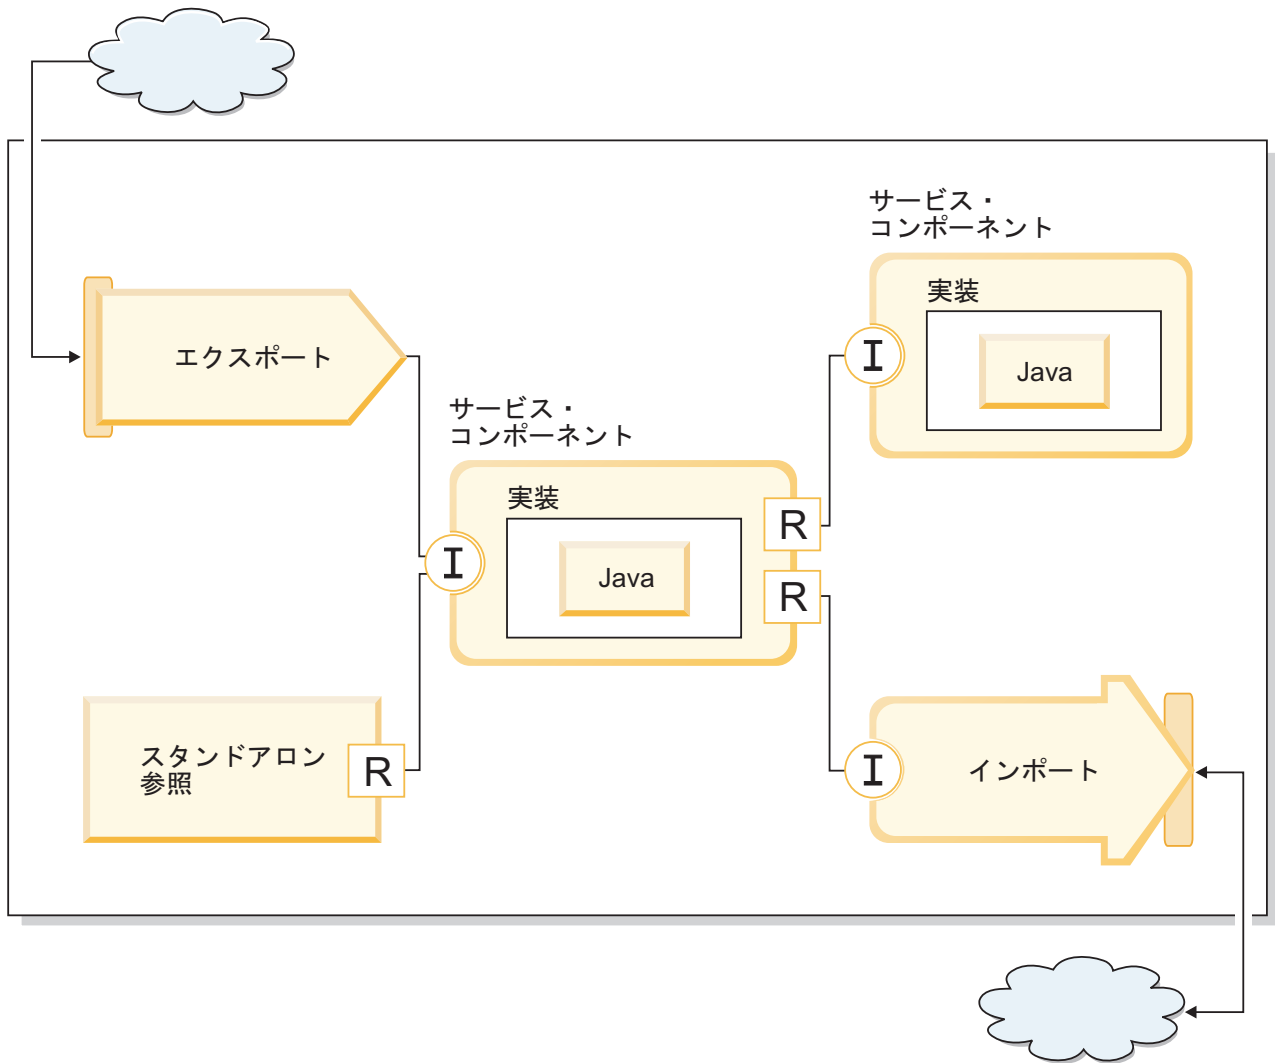 サービス・
コンポーネント
実装
I
Java
エクスポート
サービス・
コンポーネント
実装
I
Java
R
R
スタンドアロン
参照
R
I
インポート